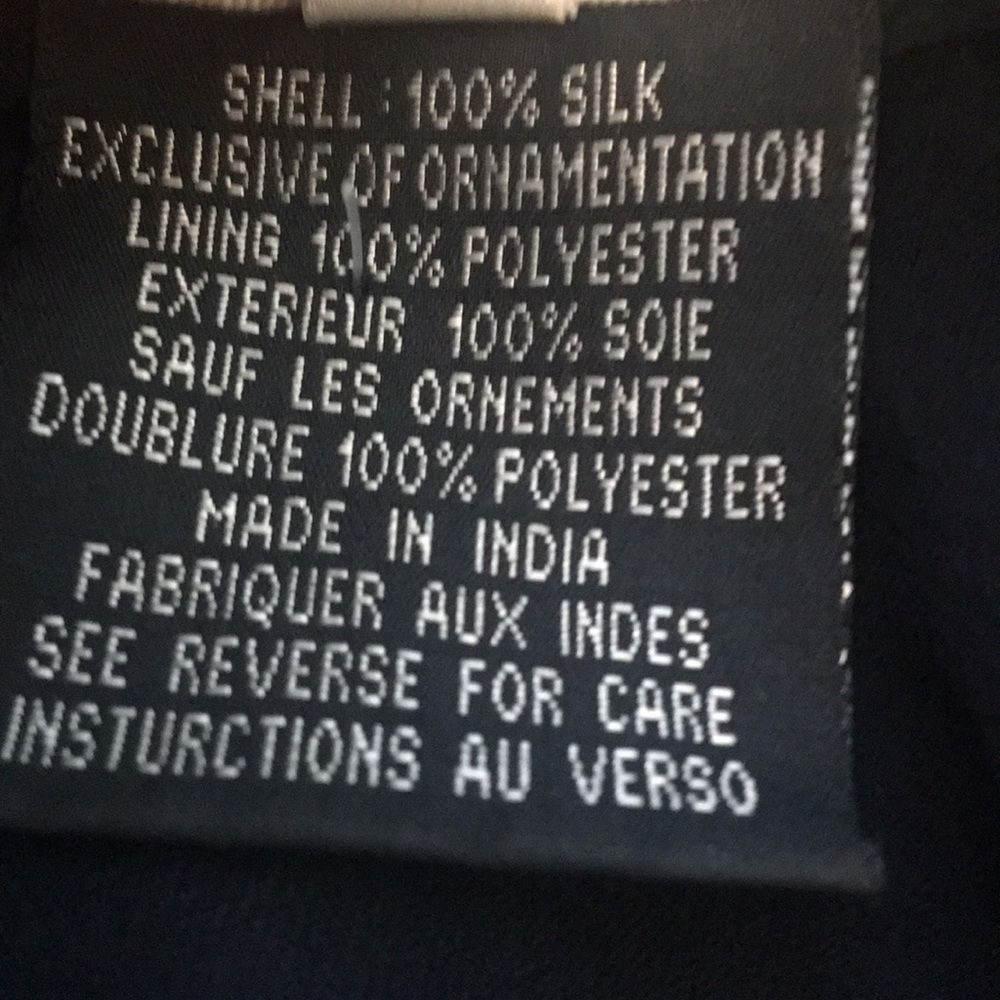 SHELL : 100% SILK
EXCLUSIVE OF ORNAMENTATION
LINING 100% POLYESTER
EXTERIEUR 100% SOIE
SAUF LES ORNEMENTS
DOUBLURE 100% POLYESTER
MADE IN INDIA
FABRIQUER AUX INDES
SEE REVERSE FOR CARE
INSTURCTIONS AU VERSO